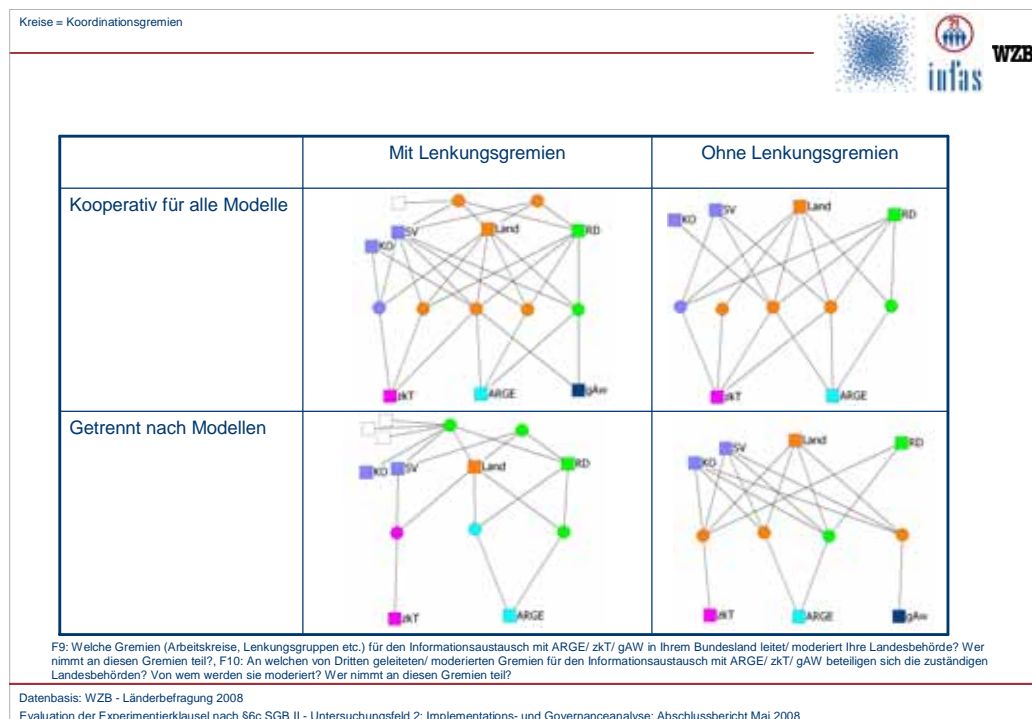 Kreise = Koordinationsgremien
infas
WZB
Mit Lenkungsgremien
Ohne Lenkungsgremien
Kooperativ für alle Modelle
KO
SV
Land
RD
zkT
ARGE
gAw
KO
SV
Land
RD
zkT
ARGE
Getrennt nach Modellen
KO
SV
Land
RD
zkT
ARGE
KO
SV
Land
RD
zkT
ARGE
gAw
F9: Welche Gremien (Arbeitskreise, Lenkungsgruppen etc.) für den Informationsaustausch mit ARGE/ zkT/ gAW in Ihrem Bundesland leitet/ moderiert Ihre Landesbehörde? Wer
nimmt an diesen Gremien teil?, F10: An welchen von Dritten geleiteten/ moderierten Gremien für den Informationsaustausch mit ARGE/ zkT/ gAW beteiligen sich die zuständigen
Landesbehörden? Von wem werden sie moderiert? Wer nimmt an diesen Gremien teil?
Datenbasis: WZB - Länderbefragung 2008
Evaluation der Experimentierklausel nach §6c SGB II - Untersuchungsfeld 2: Implementations- und Governanceanalyse: Abschlussbericht Mai 2008